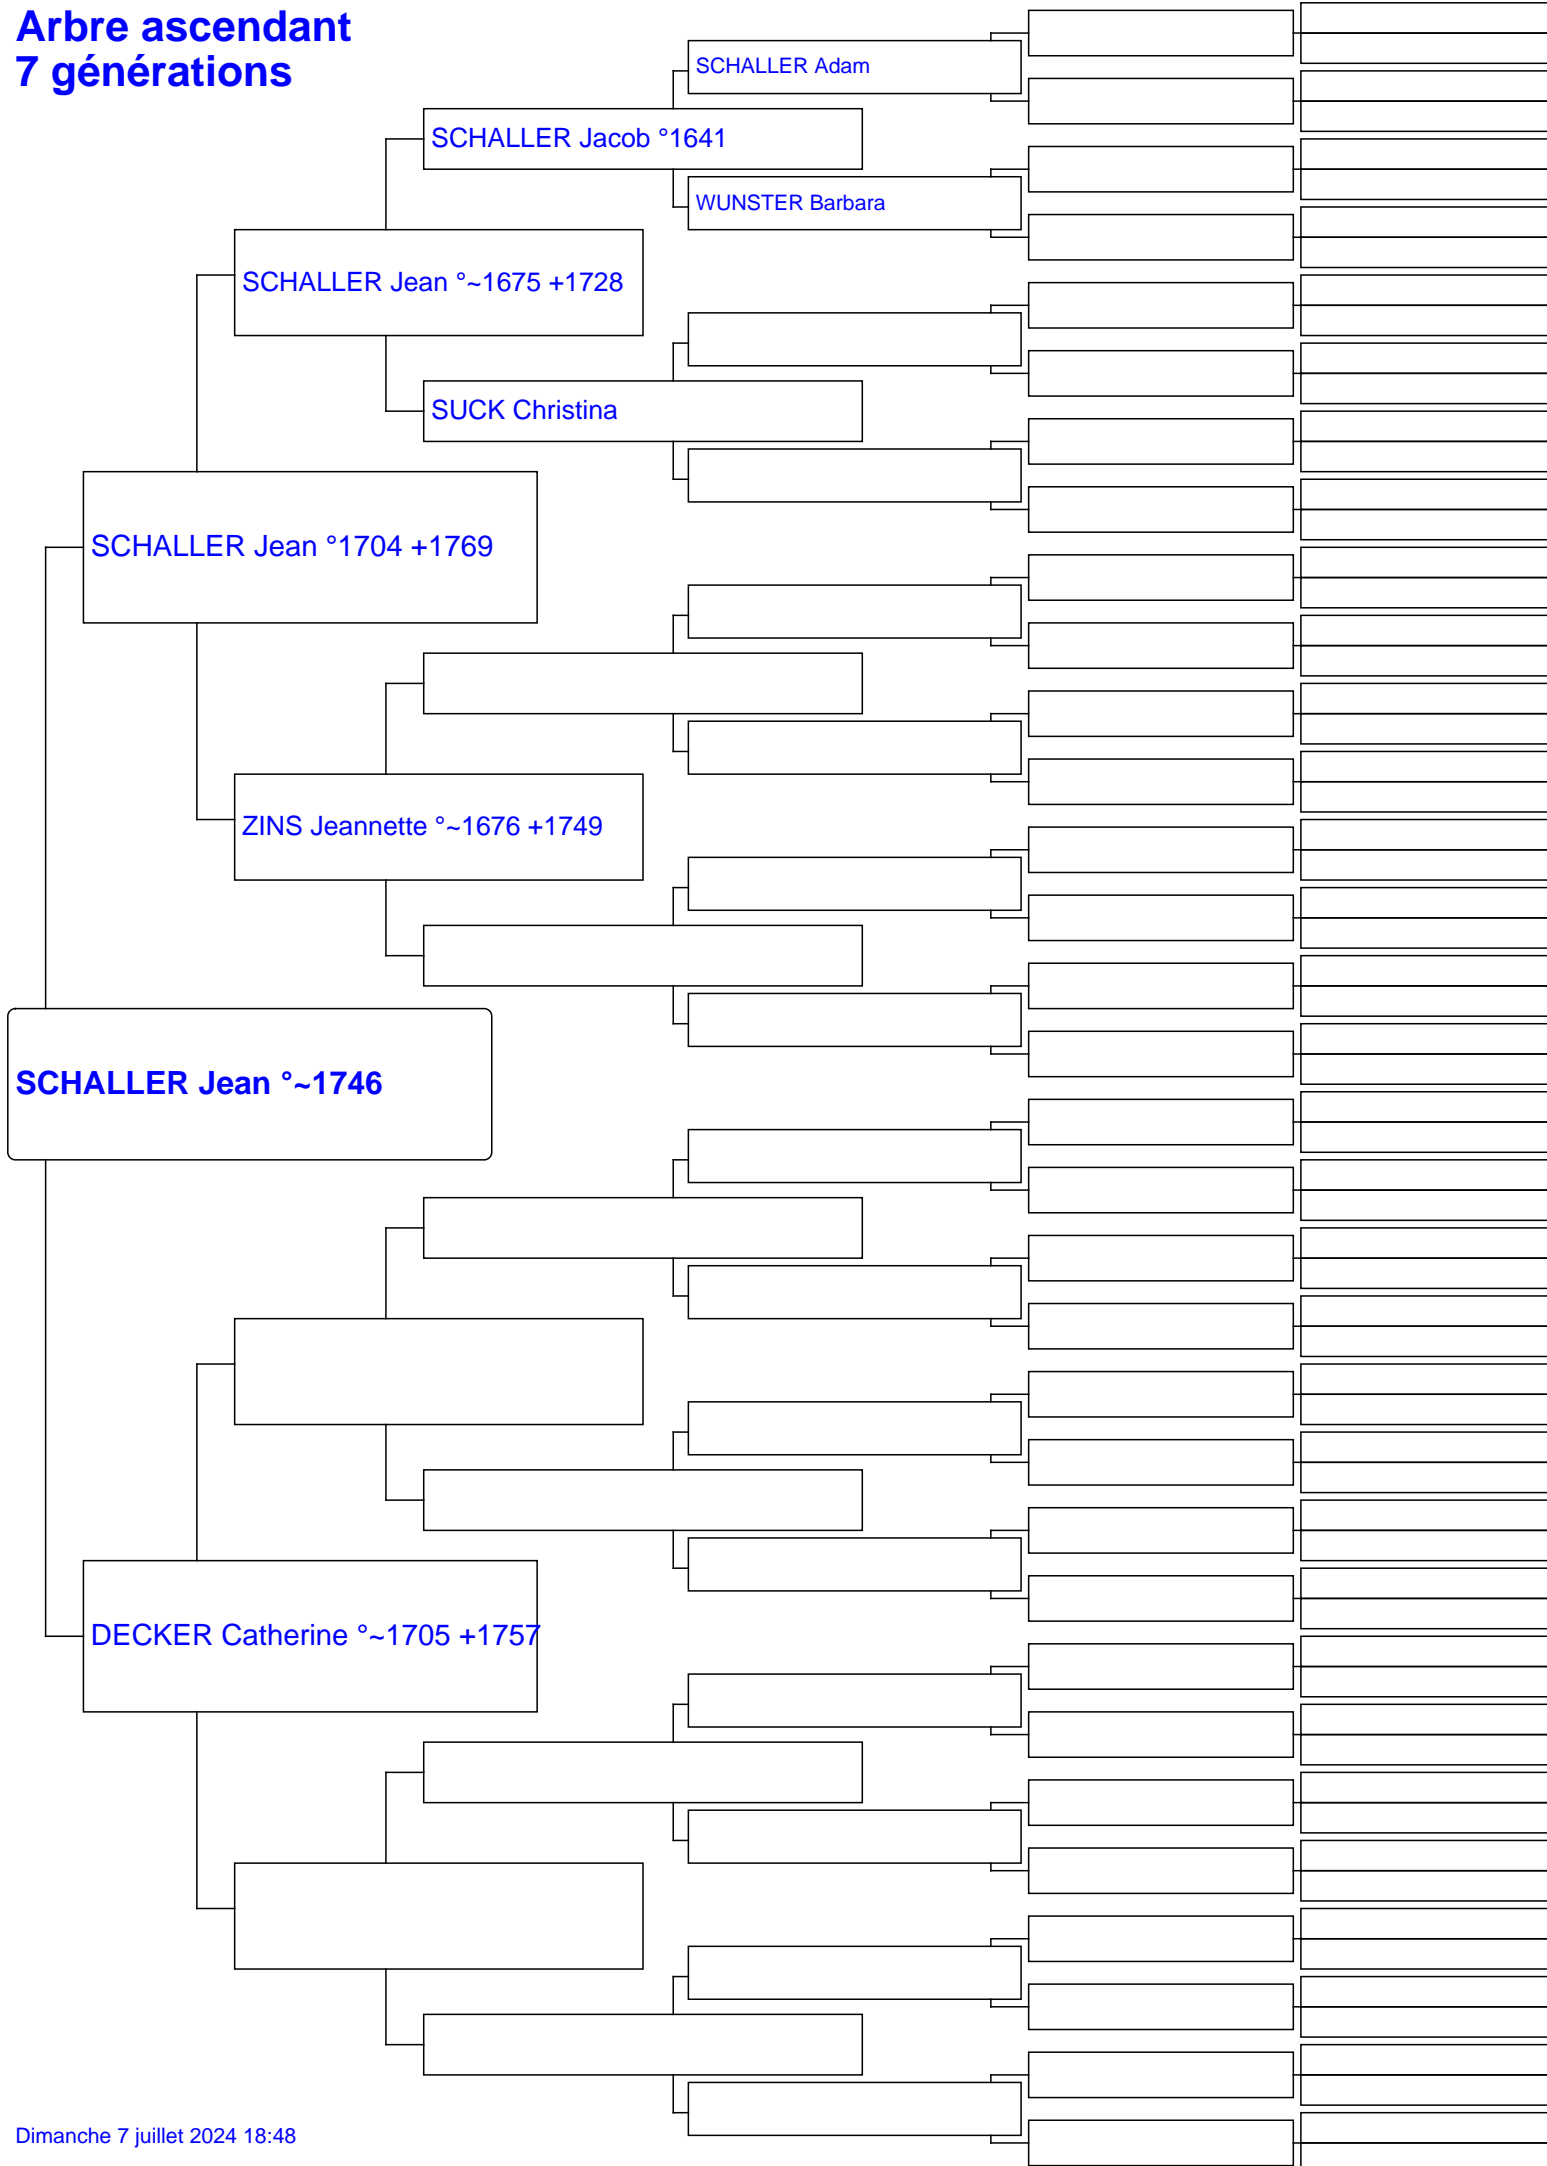 Arbre ascendant
7 générations
SCHALLER Adam
SCHALLER Jacob °1641
WUNSTER Barbara
SCHALLER Jean °~1675 +1728
SUCK Christina
SCHALLER Jean °1704 +1769
ZINS Jeannette °~1676 +1749
SCHALLER Jean °~1746
DECKER Catherine °~1705 +1757
Dimanche 7 juillet 2024 18:48